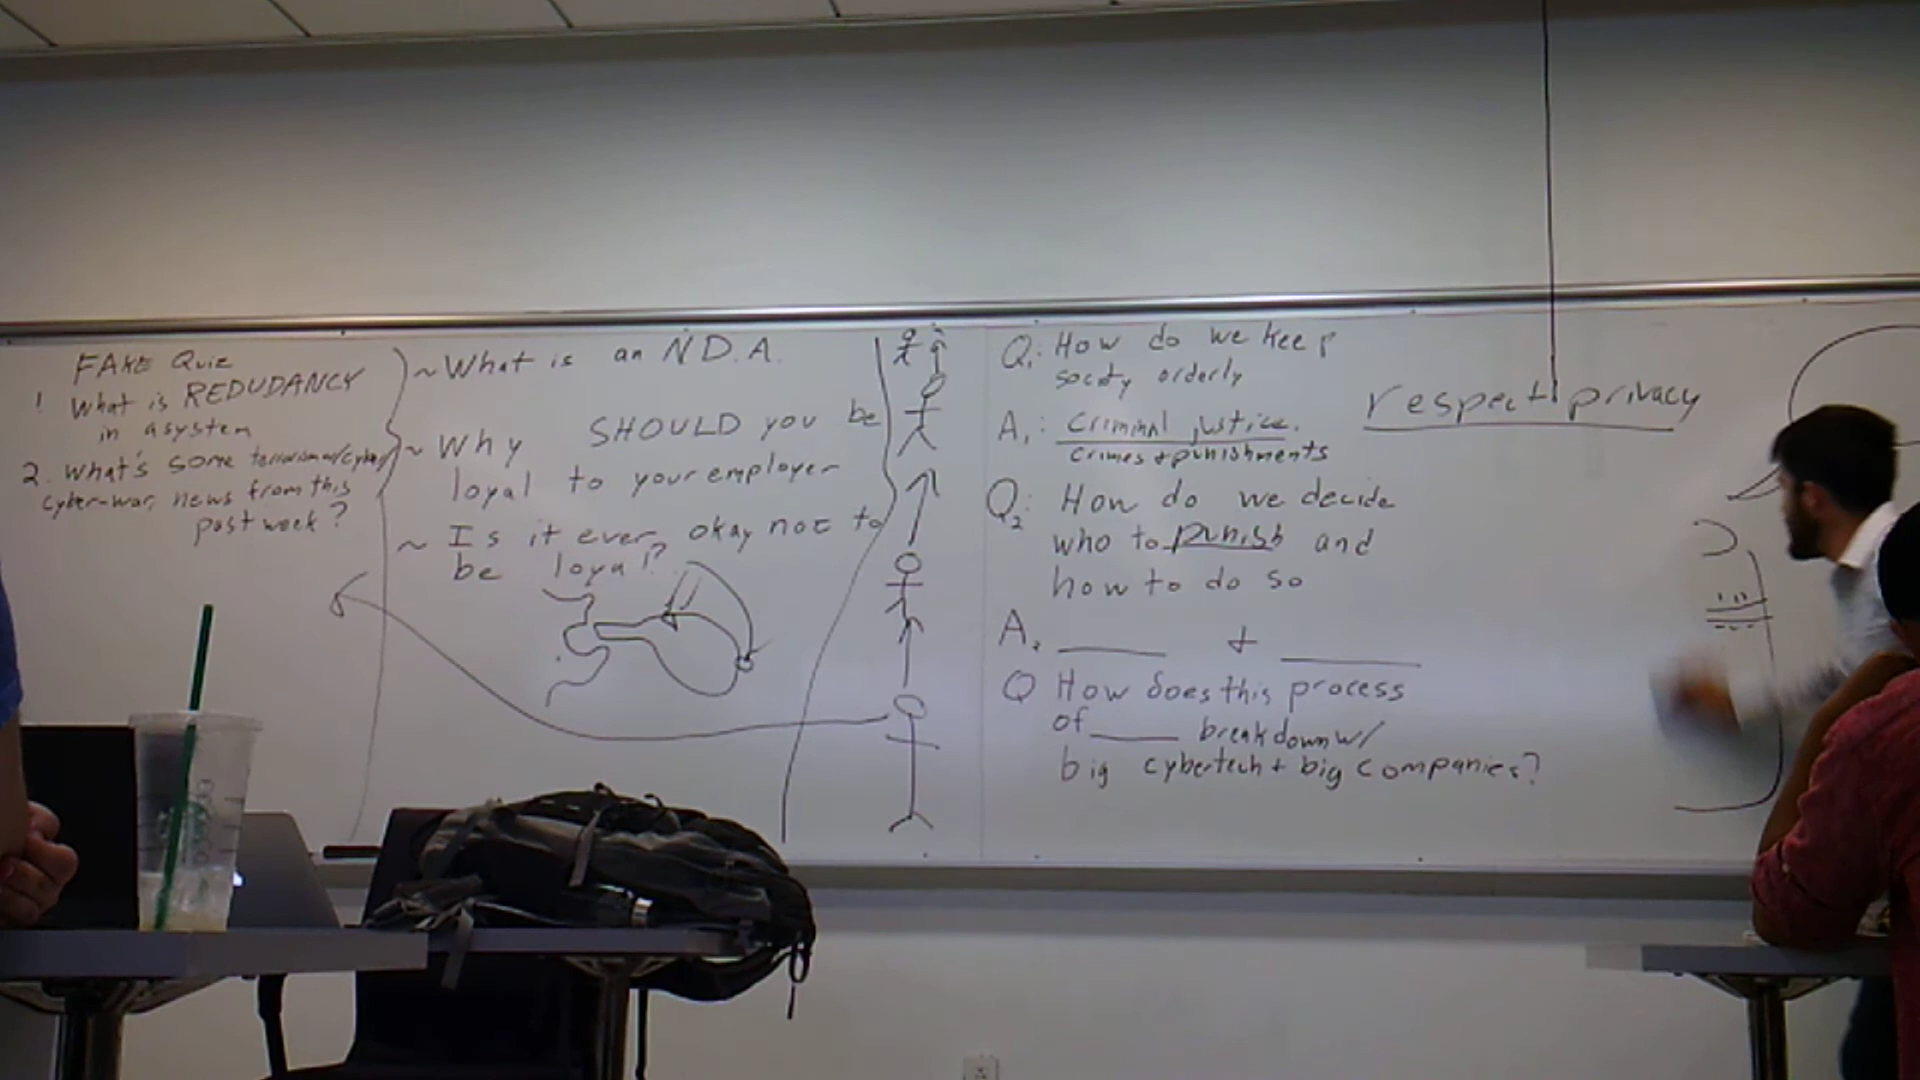 FAKE Quiz
1 What is REDUDANCY
in a system
2. What's some terrorism/cyber/
cyber-war, news from this
past week?
~ What is an N.D.A.
~ Why SHOULD you be
loyal to your employer
~ Is it ever okay not to
be loyal?
Q1: How do we keep
society orderly
A1: Criminal justice.
crimes + punishments
Q2: How do we decide
who to punish and
how to do so
A2 ____ + ____
Q How does this process
of ____ breakdown w/
big cybertech + big companies?
respect privacy